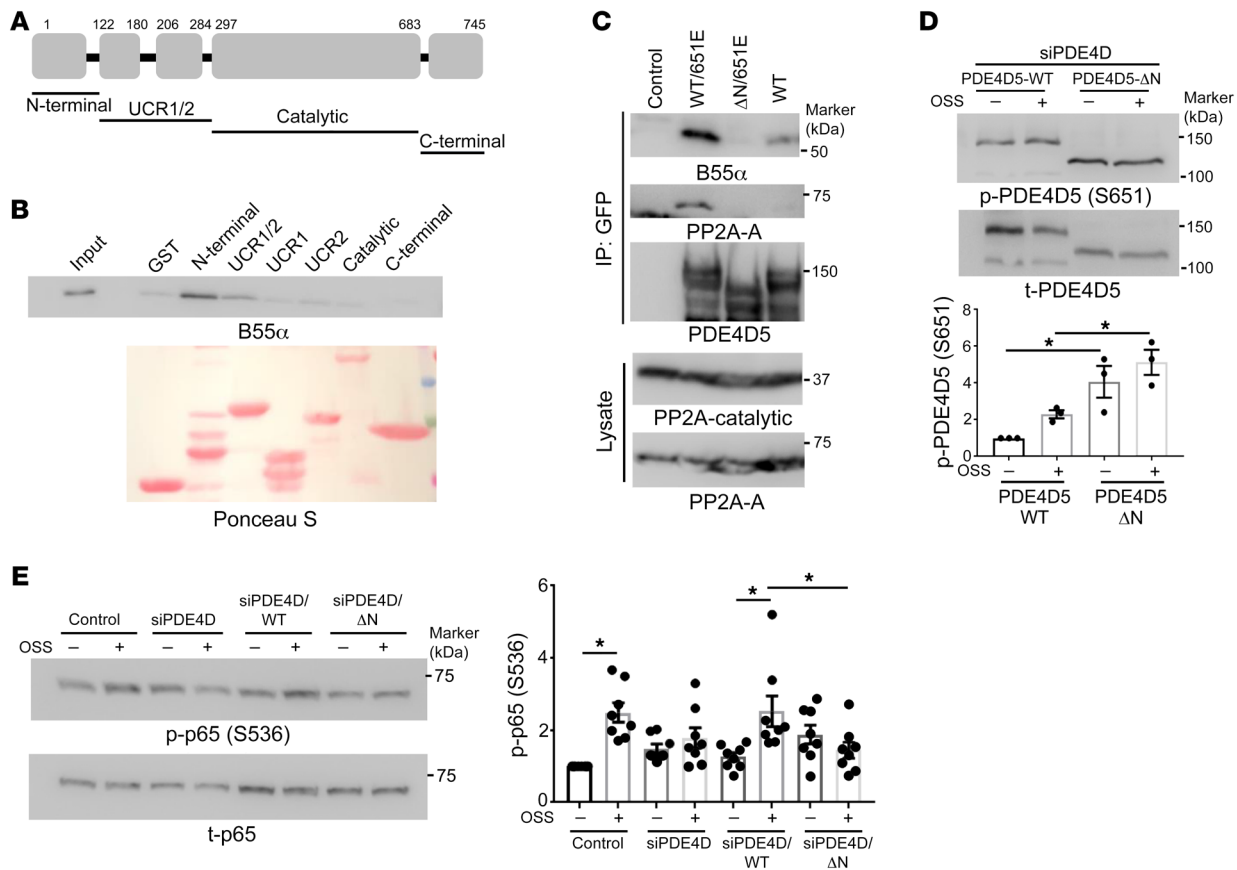 A
1 122 180 206 284 297 683 745
N-terminal
UCR1/2
Catalytic
C-terminal
B
Input
GST
N-terminal
UCR1/2
UCR1
UCR2
Catalytic
C-terminal
B55α
Ponceau S
C
Control
WT/651E
ΔN/651E
WT
Marker
(kDa)
IP: GFP
50
B55α
75
PP2A-A
150
PDE4D5
Lysate
37
PP2A-catalytic
75
PP2A-A
D
siPDE4D
PDE4D5-WT PDE4D5-ΔN
OSS – + – +
Marker
(kDa)
150
100
p-PDE4D5 (S651)
150
100
t-PDE4D5
p-PDE4D5 (S651)
8
6
4
2
0
* *
OSS – + – +
PDE4D5 PDE4D5
WT ΔN
E
Control siPDE4D siPDE4D/ siPDE4D/
WT ΔN
OSS – + – + – + – +
Marker
(kDa)
75
p-p65 (S536)
75
t-p65
p-p65 (S536)
6
4
2
0
* * *
OSS – + – + – + – +
Control siPDE4D siPDE4D/ siPDE4D/
WT ΔN